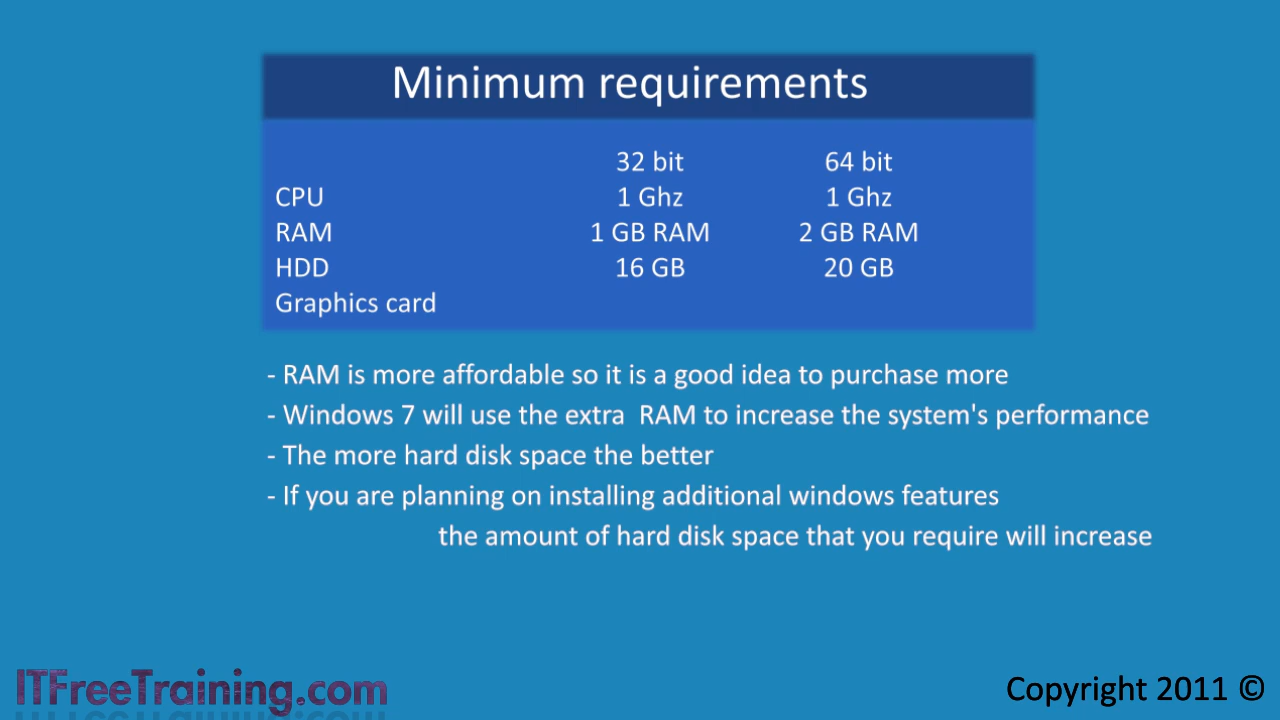 Minimum requirements
32 bit 64 bit
CPU 1 Ghz 1 Ghz
RAM 1 GB RAM 2 GB RAM
HDD 16 GB 20 GB
Graphics card
- RAM is more affordable so it is a good idea to purchase more
- Windows 7 will use the extra  RAM to increase the system's performance
- The more hard disk space the better
- If you are planning on installing additional windows features
the amount of hard disk space that you require will increase
ITFreeTraining.com
Copyright 2011 ©